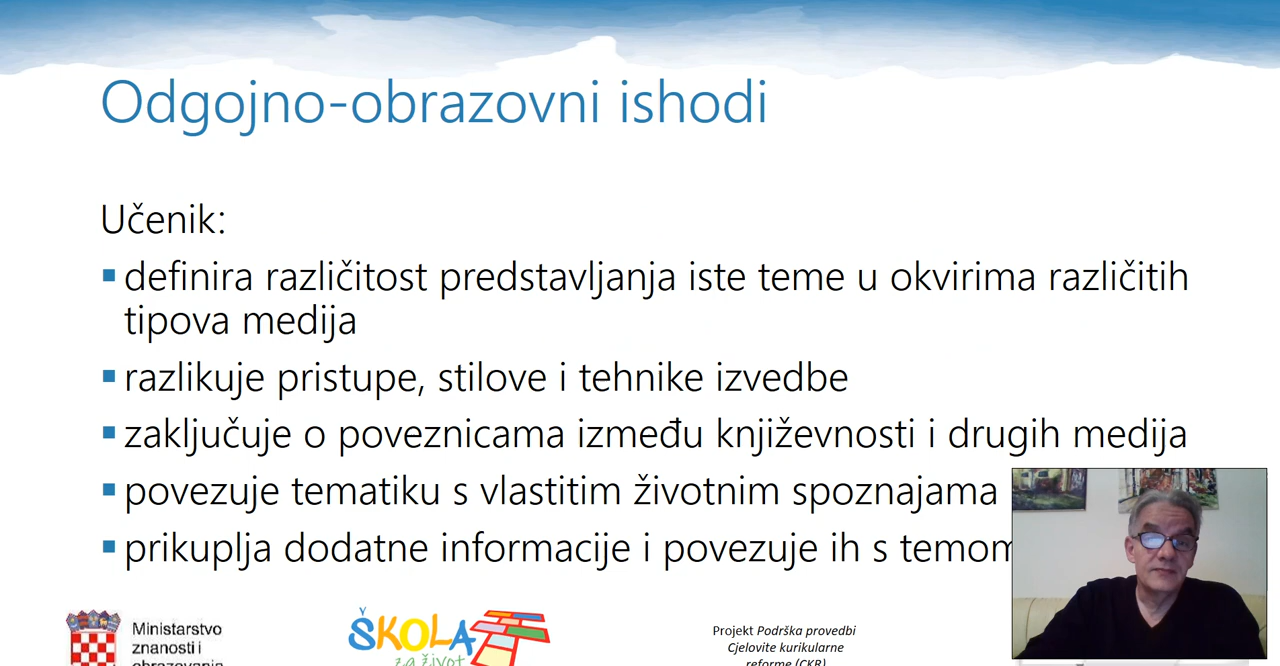 Odgojno-obrazovni ishodi
Učenik:
definira različitost predstavljanja iste teme u okvirima različitih
tipova medija
razlikuje pristupe, stilove i tehnike izvedbe
zaključuje o poveznicama između književnosti i drugih medija
povezuje tematiku s vlastitim životnim spoznajama
prikuplja dodatne informacije i povezuje ih s temom
Ministarstvo
znanosti i
obrazovanja
ŠKOLA
za život
Projekt Podrška provedbi
Cjelovite kurikularne
reforme (CKR)